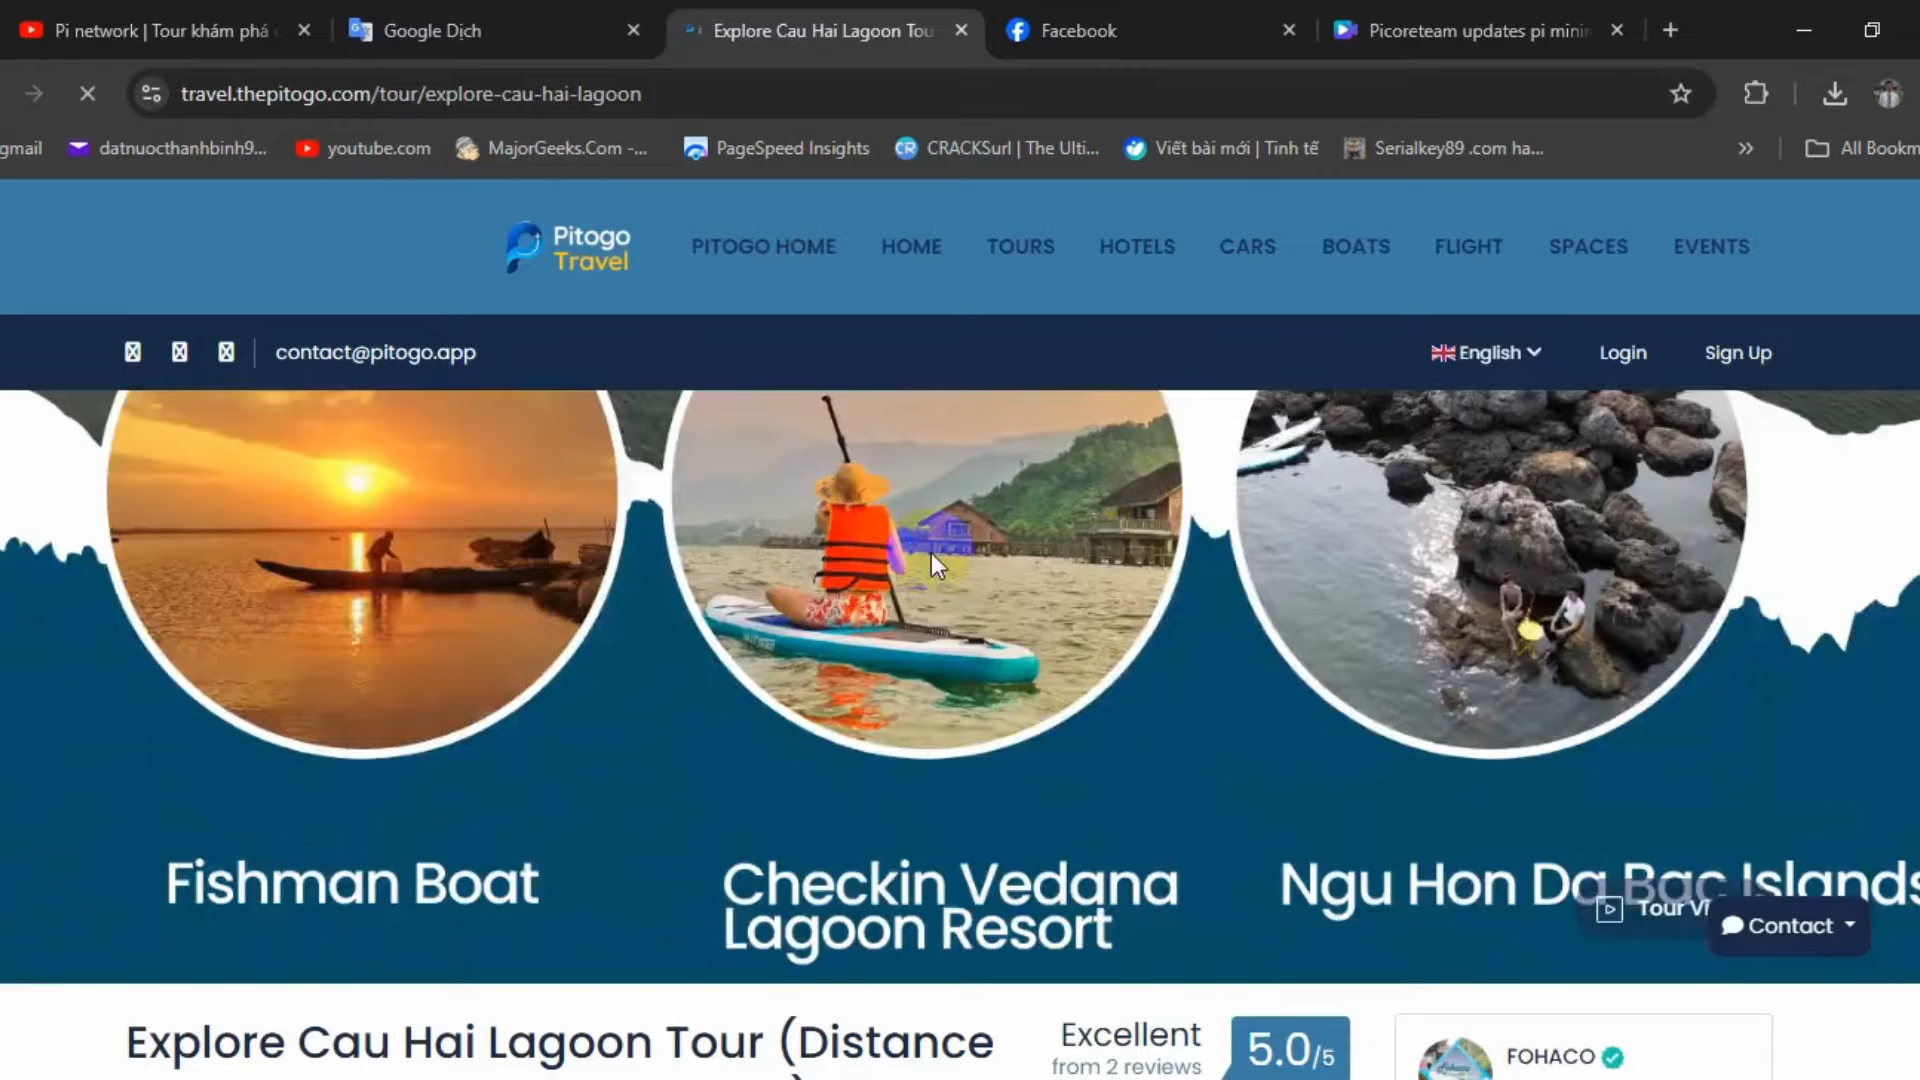 Pi network | Tour khám phá
Google Dịch
Explore Cau Hai Lagoon Tou
Facebook
Picoreteam updates pi minin
travel.thepitogo.com/tour/explore-cau-hai-lagoon
gmail
datnuocthanhbinh9...
youtube.com
MajorGeeks.Com -...
PageSpeed Insights
CR CRACKSurl | The Ulti...
Viết bài mới | Tinh tế
Serialkey89 .com ha...
All Bookm
Pitogo
Travel
PITOGO HOME
HOME
TOURS
HOTELS
CARS
BOATS
FLIGHT
SPACES
EVENTS
contact@pitogo.app
English
Login
Sign Up
Fishman Boat
Checkin Vedana
Lagoon Resort
Ngu Hon Da Bac Islands
Tour Vi
Contact
Explore Cau Hai Lagoon Tour (Distance
Excellent
from 2 reviews
5.0/5
FOHACO